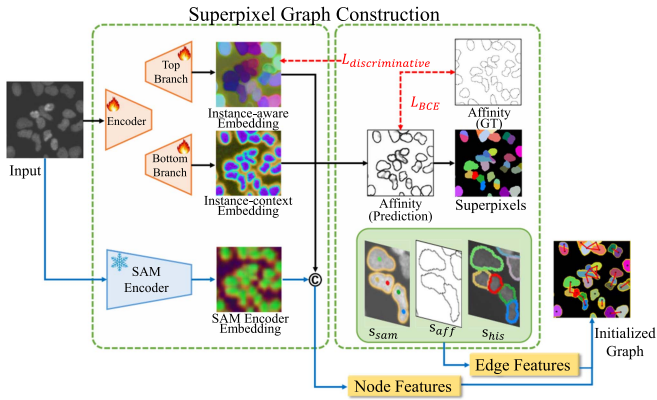 Superpixel Graph Construction
Top
Branch
L_discriminative
Encoder
Instance-aware
Embedding
L_BCE
Affinity
(GT)
Input
Bottom
Branch
Instance-context
Embedding
Affinity
(Prediction)
Superpixels
SAM
Encoder
SAM Encoder
Embedding
©
s_sam
s_aff
s_his
Initialized
Graph
Edge Features
Node Features